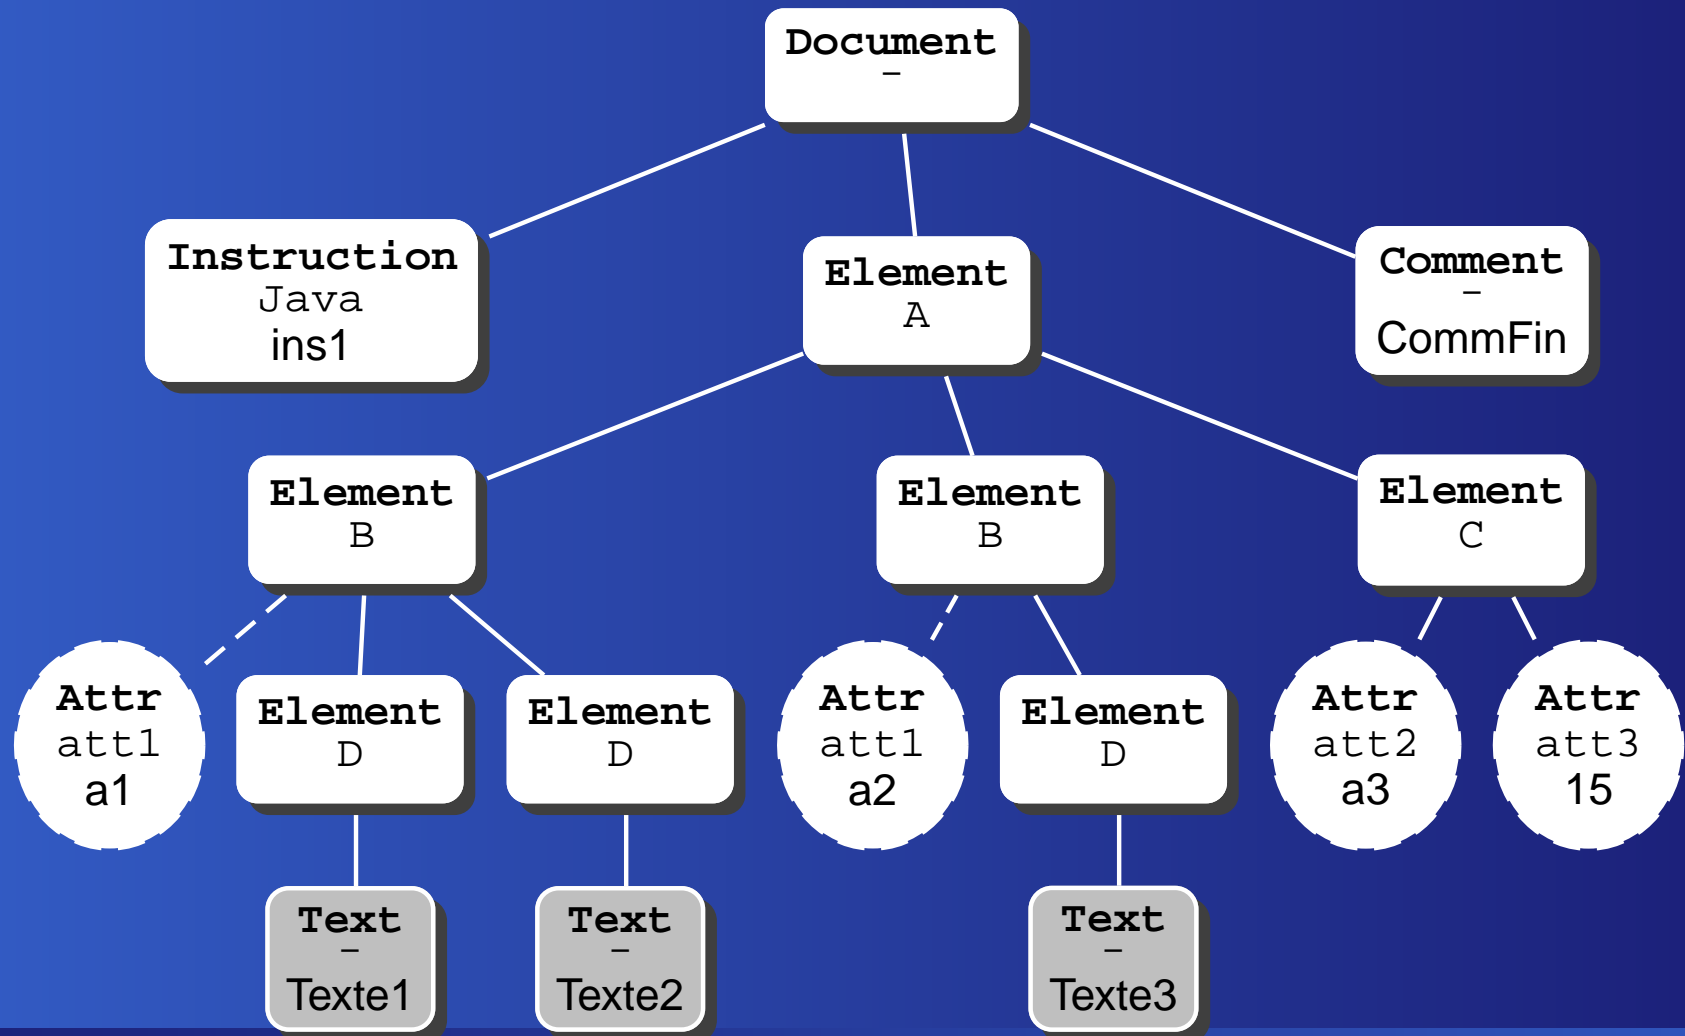 Document
-
Instruction
Java
ins1
Element
A
Comment
-
CommFin
Element
B
Element
B
Element
C
Attr
att1
a1
Element
D
Element
D
Attr
att1
a2
Element
D
Attr
att2
a3
Attr
att3
15
Text
-
Texte1
Text
-
Texte2
Text
-
Texte3